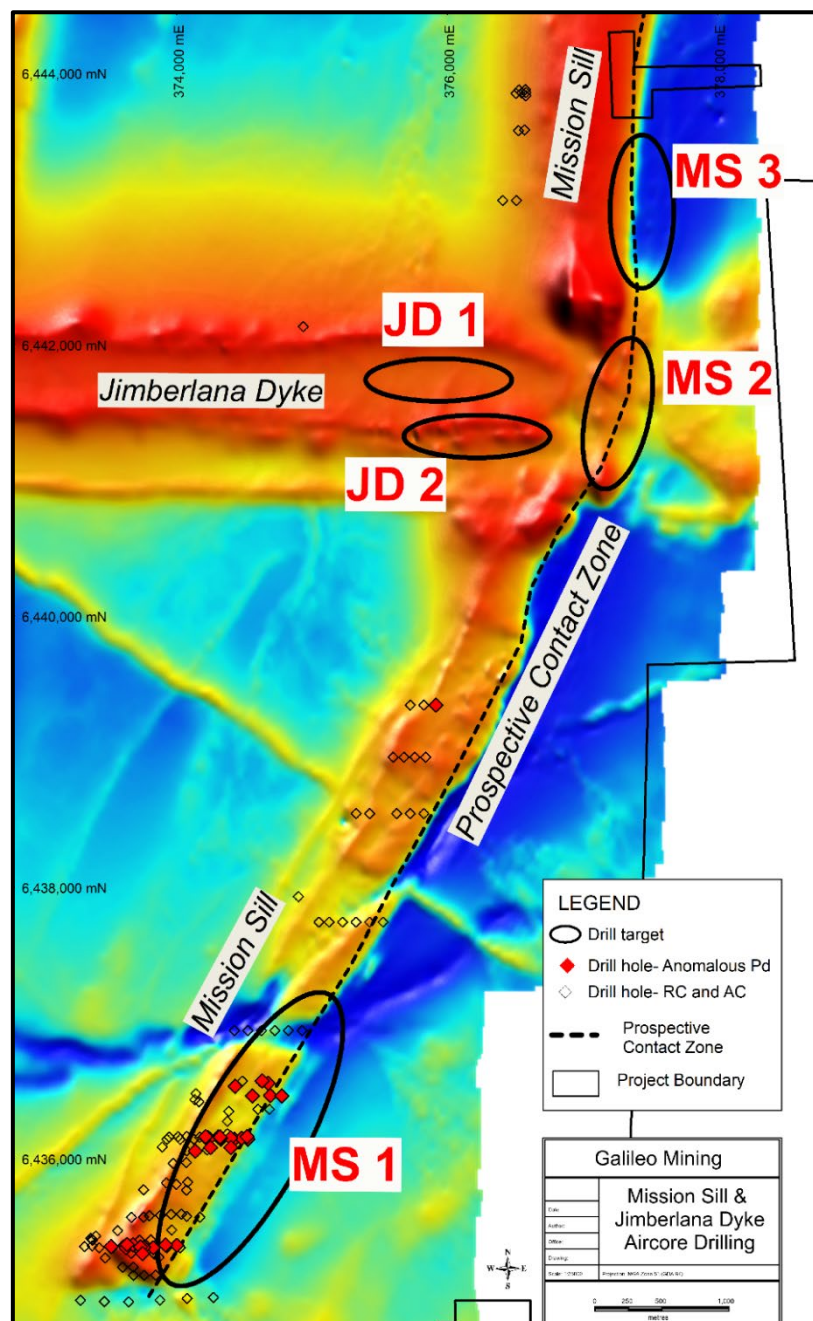 374,000 mE
376,000 mE
378,000 mE
6,444,000 mN
Mission Sill
MS 3
JD 1
6,442,000 mN
MS 2
Jimberlana Dyke
JD 2
Prospective Contact Zone
6,440,000 mN
6,438,000 mN
Mission Sill
MS 1
6,436,000 mN
LEGEND
Drill target
Drill hole- Anomalous Pd
Drill hole- RC and AC
Prospective
Contact Zone
Project Boundary
Galileo Mining
Mission Sill &
Jimberlana Dyke
Aircore Drilling
Date:
Author:
Office:
Drawing:
N
W
E
S
0 250 500 1,000
metres